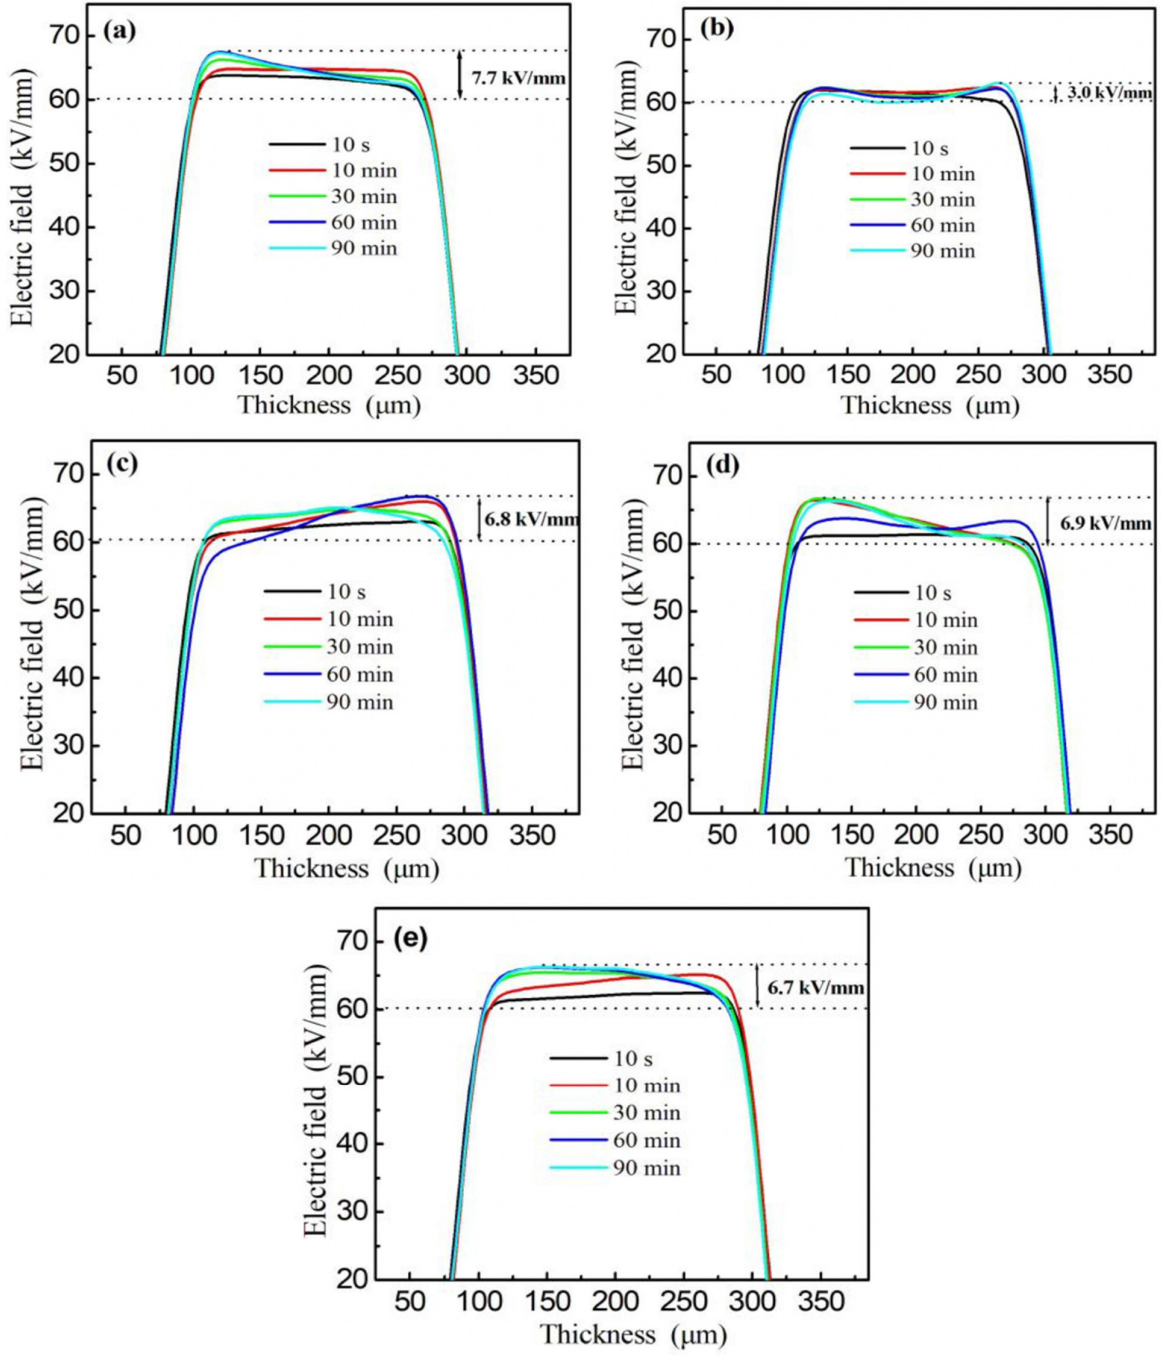 (a)
70
60
50
40
30
20
Electric field (kV/mm)
7.7 kV/mm
10 s
10 min
30 min
60 min
90 min
50 100 150 200 250 300 350
Thickness (μm)
(b)
70
60
50
40
30
20
Electric field (kV/mm)
3.0 kV/mm
10 s
10 min
30 min
60 min
90 min
50 100 150 200 250 300 350
Thickness (μm)
(c)
70
60
50
40
30
20
Electric field (kV/mm)
6.8 kV/mm
10 s
10 min
30 min
60 min
90 min
50 100 150 200 250 300 350
Thickness (μm)
(d)
70
60
50
40
30
20
Electric field (kV/mm)
6.9 kV/mm
10 s
10 min
30 min
60 min
90 min
50 100 150 200 250 300 350
Thickness (μm)
(e)
70
60
50
40
30
20
Electric field (kV/mm)
6.7 kV/mm
10 s
10 min
30 min
60 min
90 min
50 100 150 200 250 300 350
Thickness (μm)